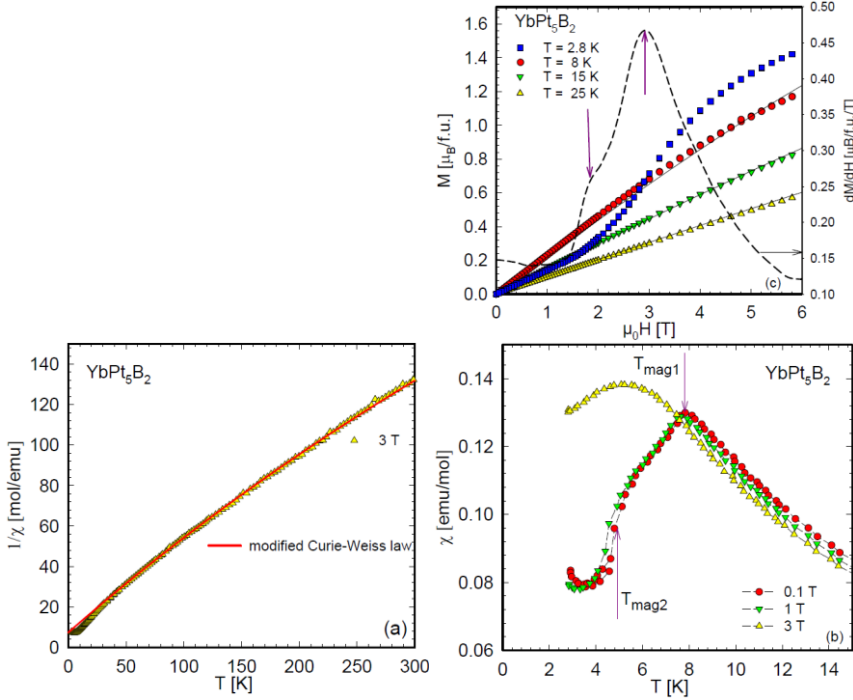 YbPt5B2
T = 2.8 K
T = 8 K
T = 15 K
T = 25 K
M [μB/f.u.]
1.6
1.4
1.2
1.0
0.8
0.6
0.4
0.2
0.0
0.50
0.45
0.40
0.35
0.30
0.25
0.20
0.15
0.10
dM/dH [μB/f.u./T]
(c)
0 1 2 3 4 5 6
μ0H [T]
YbPt5B2
1/χ [mol/emu]
140
120
100
80
60
40
20
0
3 T
modified Curie-Weiss law
(a)
0 50 100 150 200 250 300
T [K]
Tmag1
YbPt5B2
χ [emu/mol]
0.14
0.12
0.10
0.08
0.06
Tmag2
0.1 T
1 T
3 T
(b)
0 2 4 6 8 10 12 14
T [K]